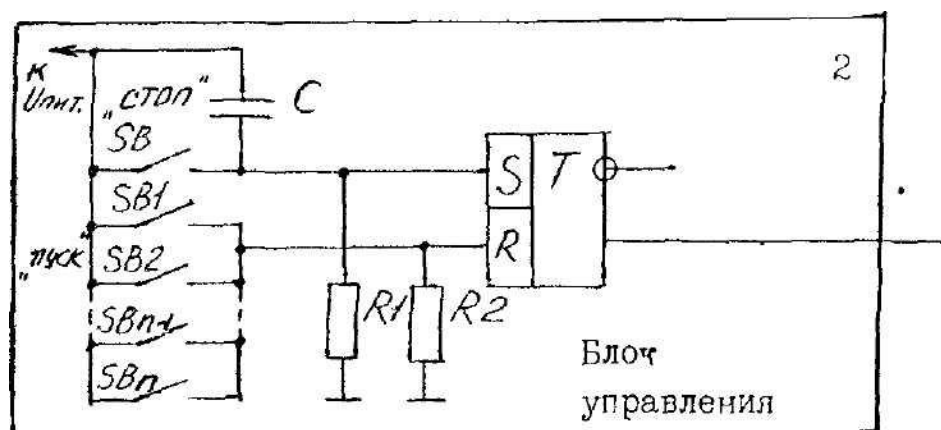 2
к
Uпит.
„стоп“
C
SB
SB1
„пуск“
SB2
SBn-1
SBn
S
T
R
R1
R2
Блок
управления